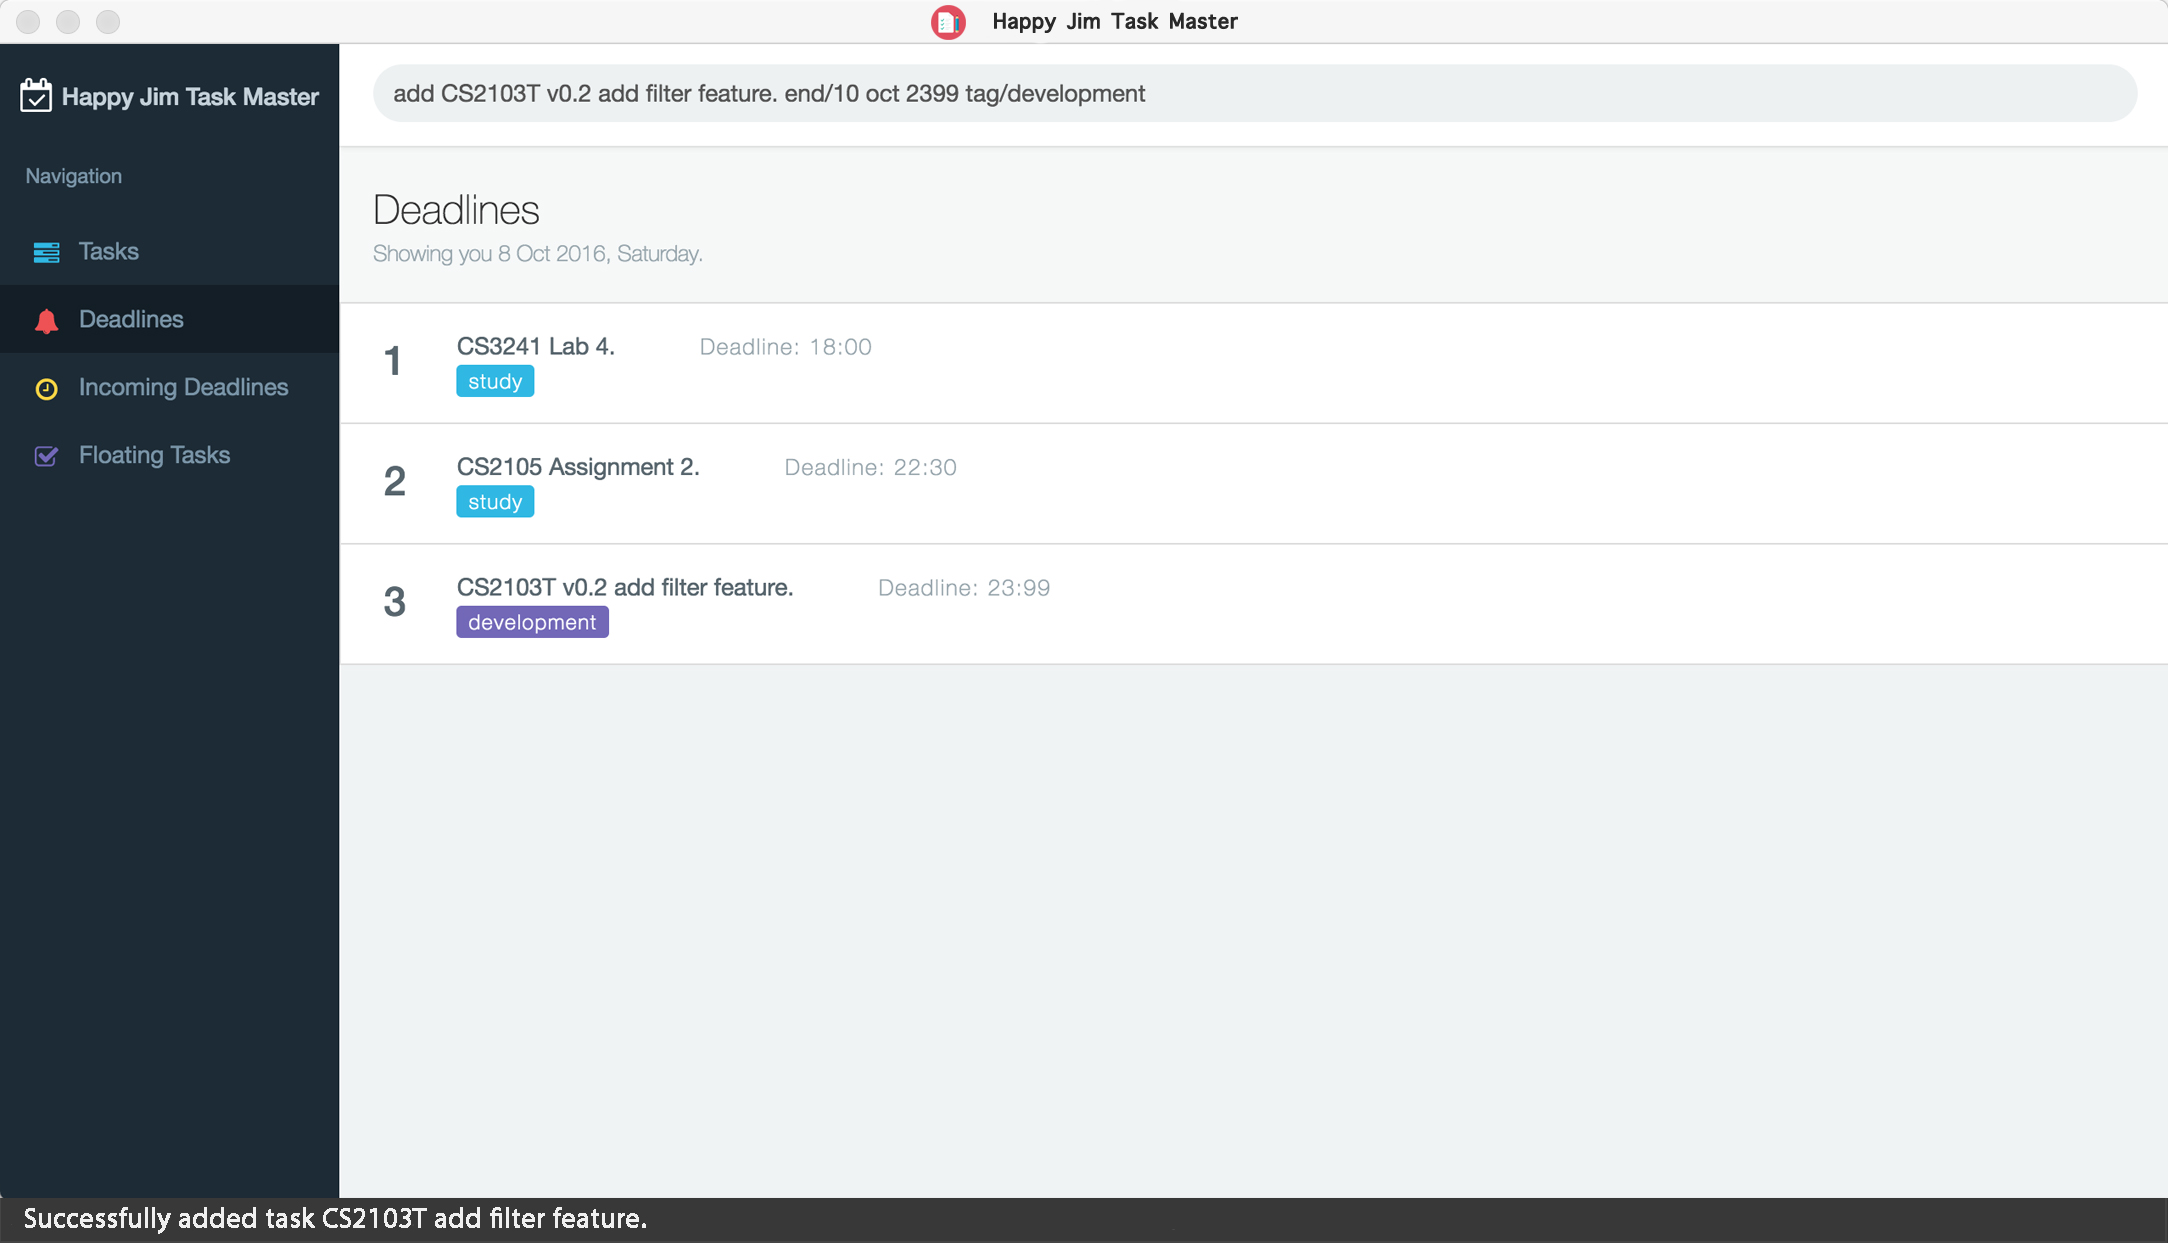 Happy Jim Task Master
Happy Jim Task Master
add CS2103T v0.2 add filter feature. end/10 oct 2399 tag/development
Navigation
Tasks
Deadlines
Incoming Deadlines
Floating Tasks
Deadlines
Showing you 8 Oct 2016, Saturday.
1 CS3241 Lab 4. Deadline: 18:00
study
2 CS2105 Assignment 2. Deadline: 22:30
study
3 CS2103T v0.2 add filter feature. Deadline: 23:99
development
Successfully added task CS2103T add filter feature.